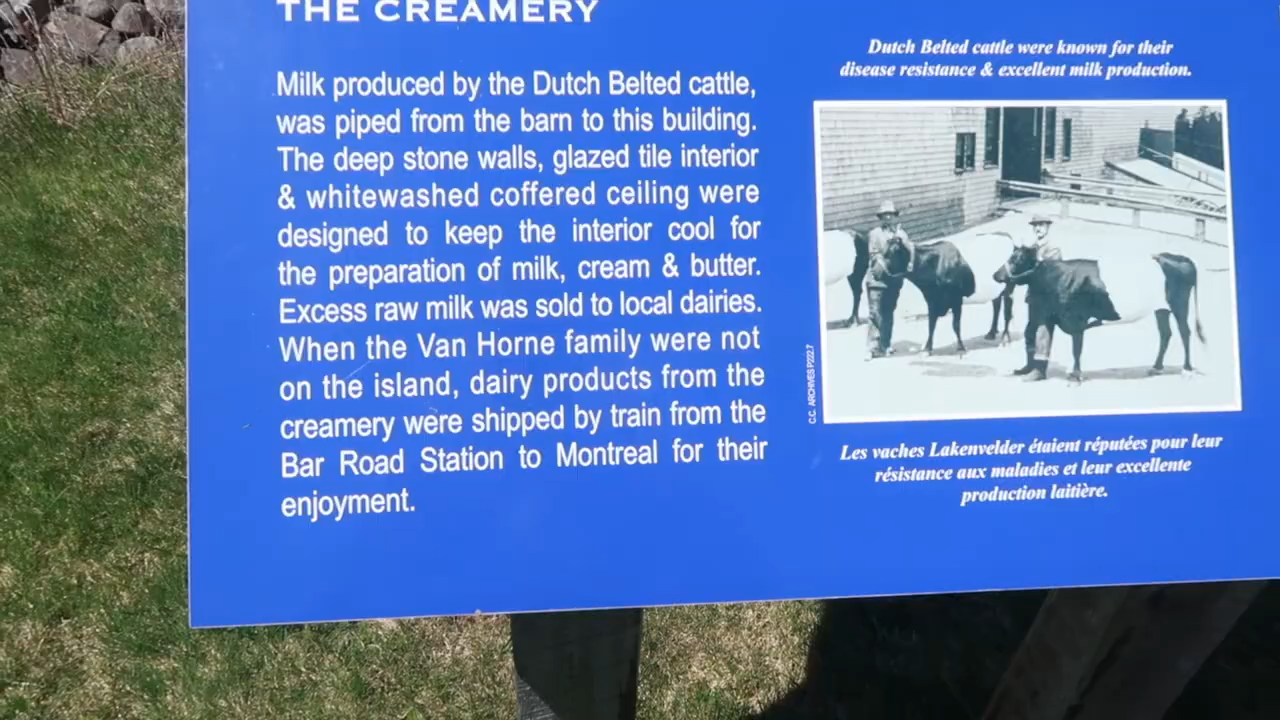 THE CREAMERY
Milk produced by the Dutch Belted cattle,
was piped from the barn to this building.
The deep stone walls, glazed tile interior
& whitewashed coffered ceiling were
designed to keep the interior cool for
the preparation of milk, cream & butter.
Excess raw milk was sold to local dairies.
When the Van Horne family were not
on the island, dairy products from the
creamery were shipped by train from the
Bar Road Station to Montreal for their
enjoyment.
Dutch Belted cattle were known for their
disease resistance & excellent milk production.
C.C. ARCHIVES P222.7
Les vaches Lakenvelder étaient réputées pour leur
résistance aux maladies et leur excellente
production laitière.